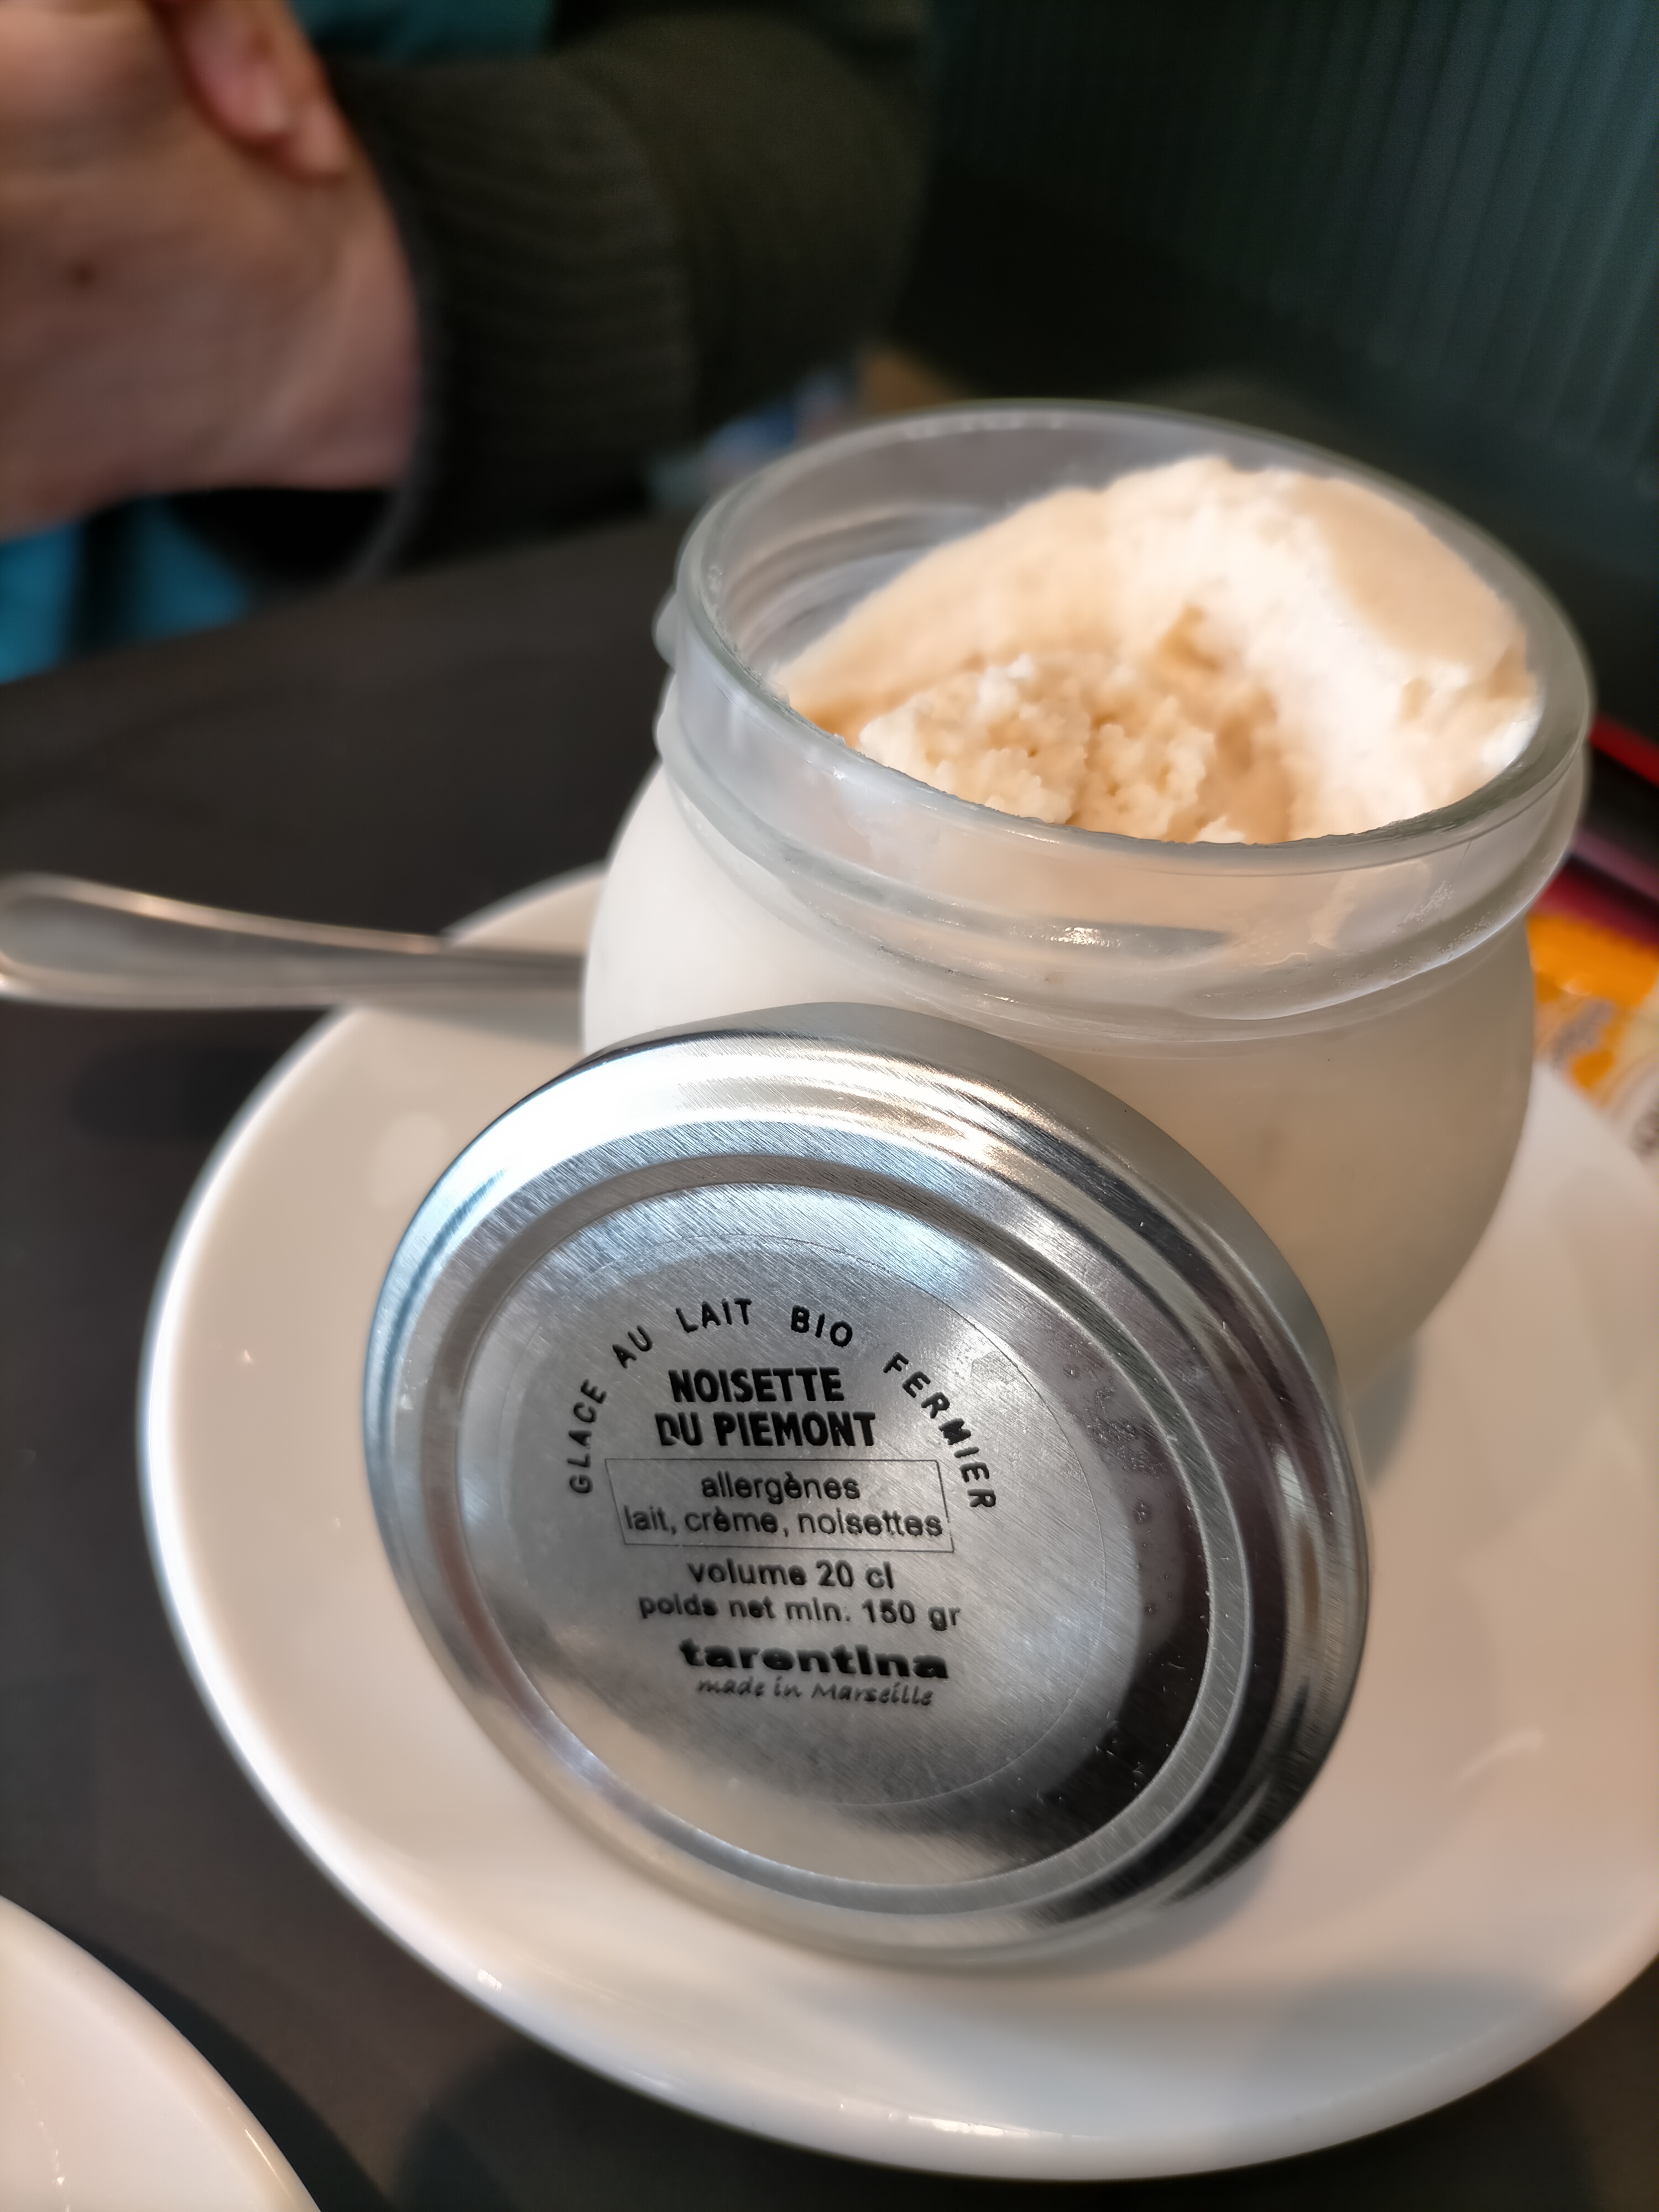 GLACE AU LAIT BIO FERMIER
NOISETTE
DU PIEMONT
allergènes
lait, crème, noisettes
volume 20 cl
poids net min. 150 gr
tarentina
made in Marseille